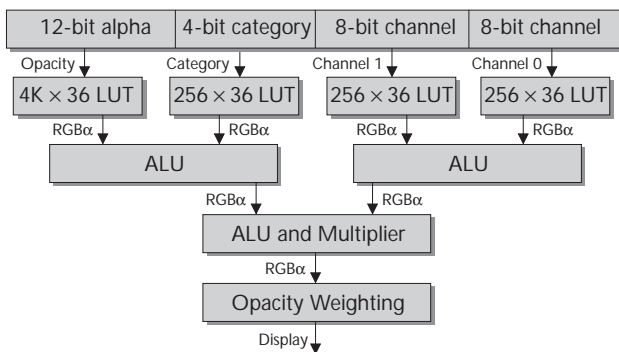 12-bit alpha 4-bit category 8-bit channel 8-bit channel
Opacity Category Channel 1 Channel 0
4K × 36 LUT 256 × 36 LUT 256 × 36 LUT 256 × 36 LUT
RGBα RGBα RGBα RGBα
ALU ALU
RGBα RGBα
ALU and Multiplier
RGBα
Opacity Weighting
Display